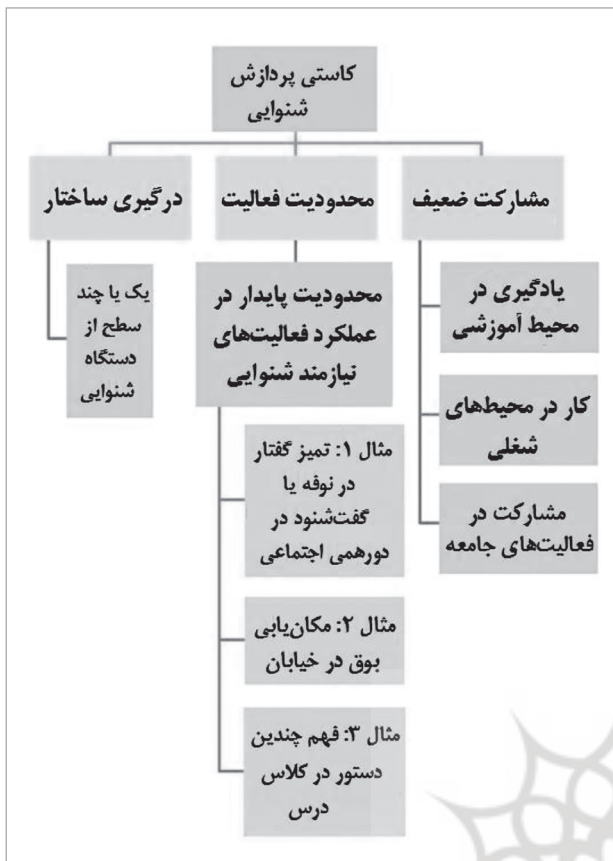 کاستی پردازش
شنوایی
مشارکت ضعیف
یادگیری در
محیط آموزشی
کار در محیط‌های
شغلی
مشارکت در
فعالیت‌های جامعه
محدودیت فعالیت
محدودیت پایدار در
عملکرد فعالیت‌های
نیازمند شنوایی
مثال ۱: تمیز گفتار
در نوفه یا
گفت‌شنود در
دورهمی اجتماعی
مثال ۲: مکان‌یابی
بوق در خیابان
مثال ۳: فهم چندین
دستور در کلاس
درس
درگیری ساختار
یک یا چند
سطح از
دستگاه
شنوایی